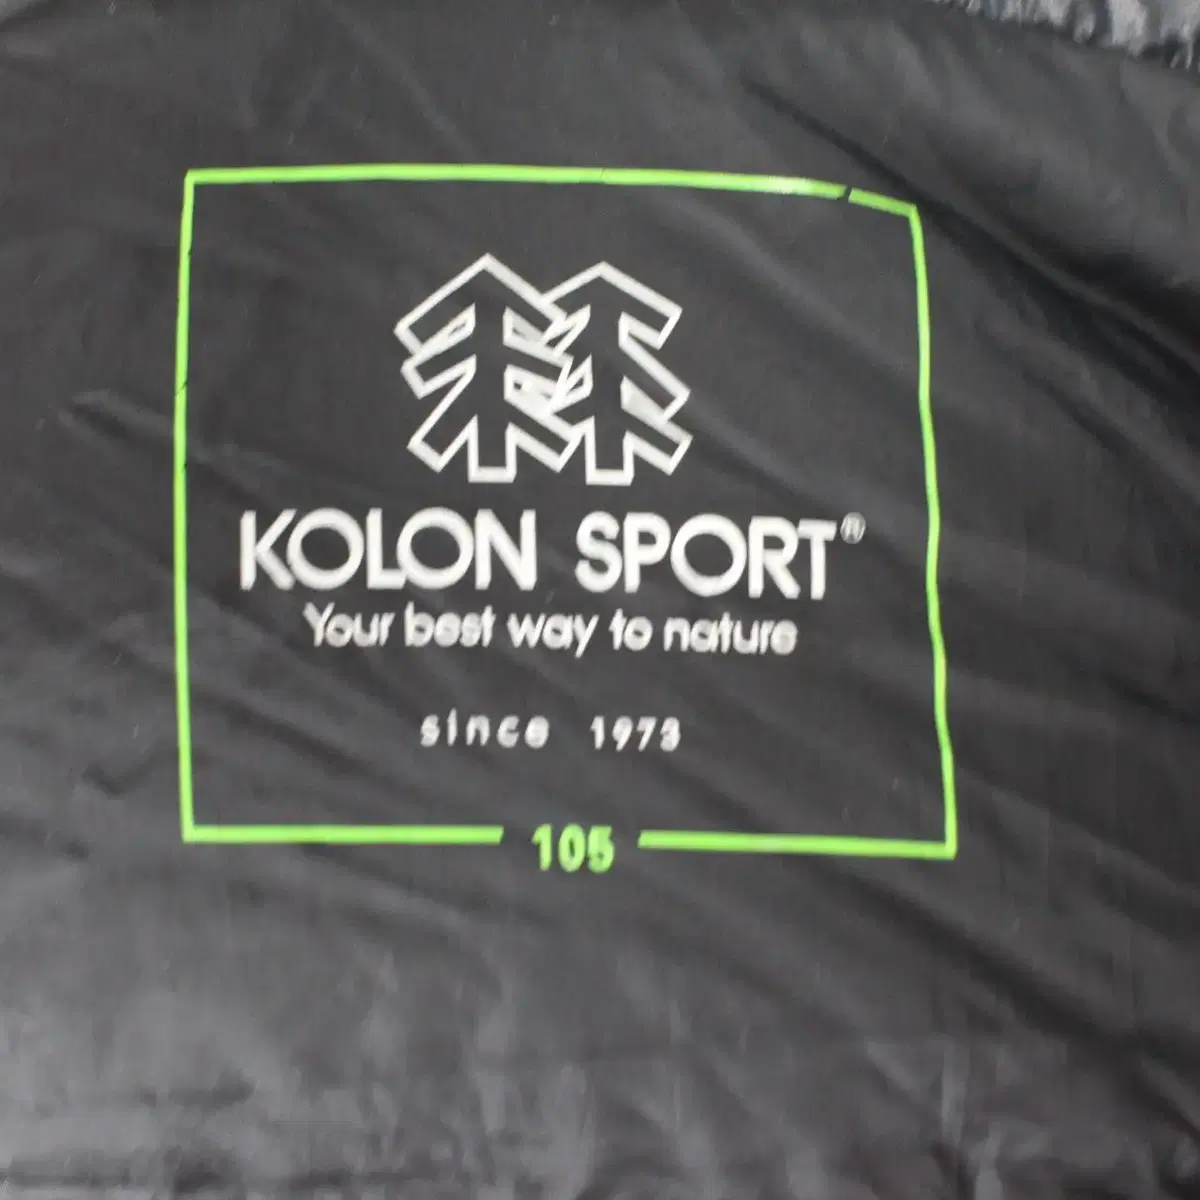 KOLON SPORT®
Your best way to nature
since 1973
105